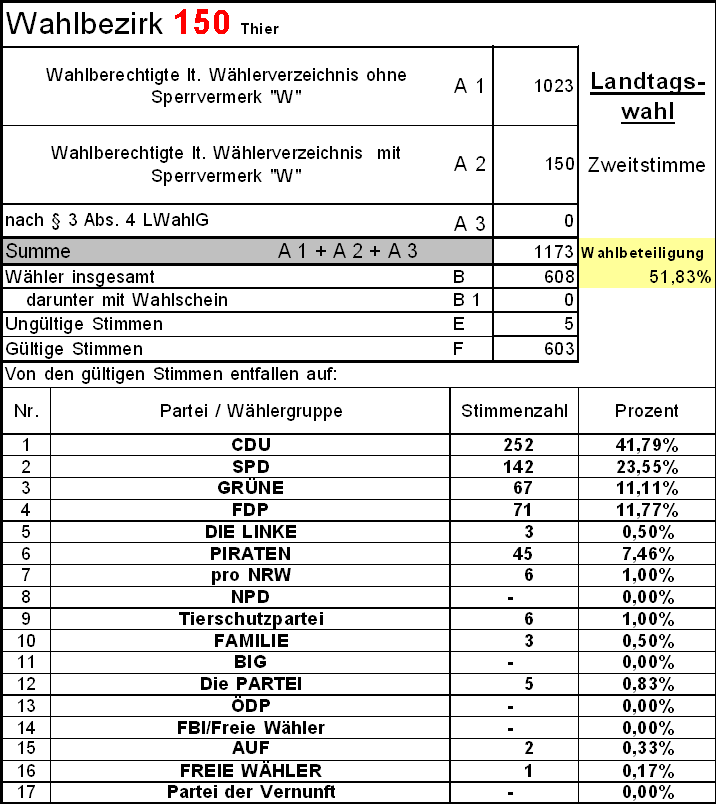 Wahlbezirk 150 Thier
Wahlberechtigte lt. Wählerverzeichnis ohne
Sperrvermerk "W" A 1 1023
Landtags-
wahl
Wahlberechtigte lt. Wählerverzeichnis mit
Sperrvermerk "W" A 2 150 Zweitstimme
nach § 3 Abs. 4 LWahlG A 3 0
Summe A 1 + A 2 + A 3 1173 Wahlbeteiligung
Wähler insgesamt B 608 51,83%
darunter mit Wahlschein B 1 0
Ungültige Stimmen E 5
Gültige Stimmen F 603
Von den gültigen Stimmen entfallen auf:
Nr. Partei / Wählergruppe Stimmenzahl Prozent
1 CDU 252 41,79%
2 SPD 142 23,55%
3 GRÜNE 67 11,11%
4 FDP 71 11,77%
5 DIE LINKE 3 0,50%
6 PIRATEN 45 7,46%
7 pro NRW 6 1,00%
8 NPD - 0,00%
9 Tierschutzpartei 6 1,00%
10 FAMILIE 3 0,50%
11 BIG - 0,00%
12 Die PARTEI 5 0,83%
13 ÖDP - 0,00%
14 FBI/Freie Wähler - 0,00%
15 AUF 2 0,33%
16 FREIE WÄHLER 1 0,17%
17 Partei der Vernunft - 0,00%